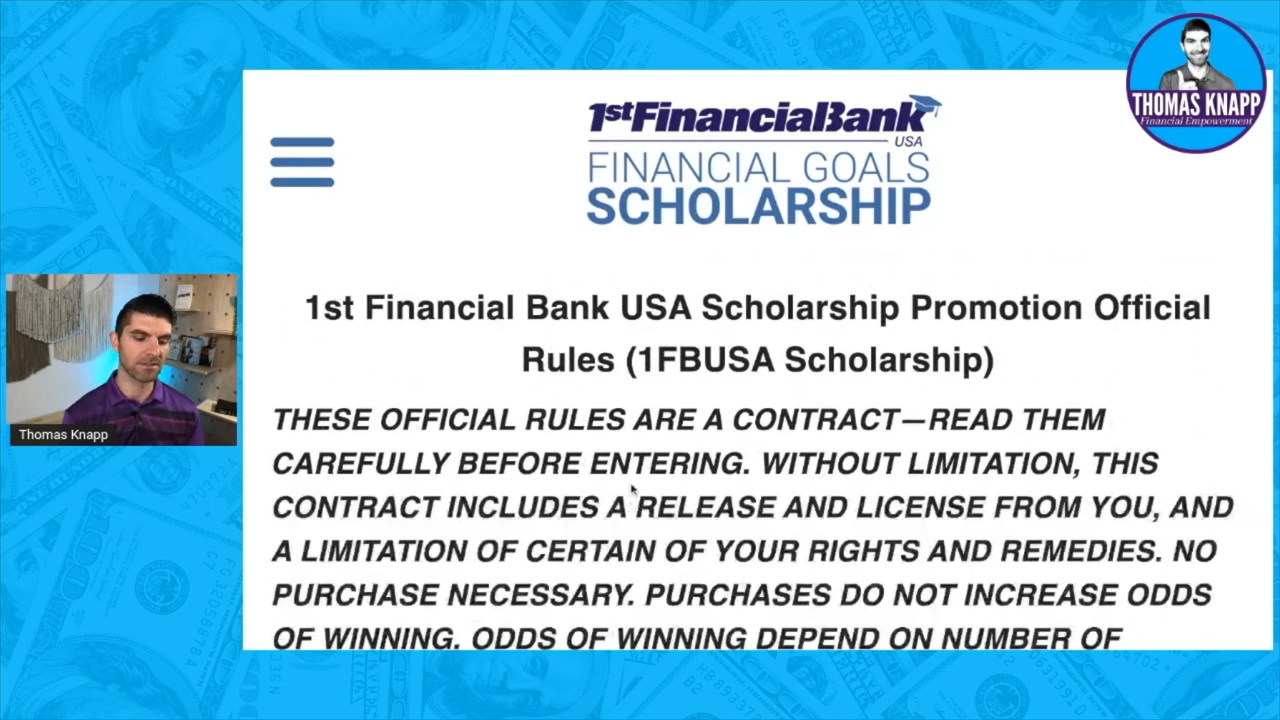 1stFinancialBank
USA
FINANCIAL GOALS
SCHOLARSHIP
THOMAS KNAPP
Financial Empowerment
1st Financial Bank USA Scholarship Promotion Official
Rules (1FBUSA Scholarship)
THESE OFFICIAL RULES ARE A CONTRACT—READ THEM
CAREFULLY BEFORE ENTERING. WITHOUT LIMITATION, THIS
CONTRACT INCLUDES A RELEASE AND LICENSE FROM YOU, AND
A LIMITATION OF CERTAIN OF YOUR RIGHTS AND REMEDIES. NO
PURCHASE NECESSARY. PURCHASES DO NOT INCREASE ODDS
OF WINNING. ODDS OF WINNING DEPEND ON NUMBER OF
Thomas Knapp